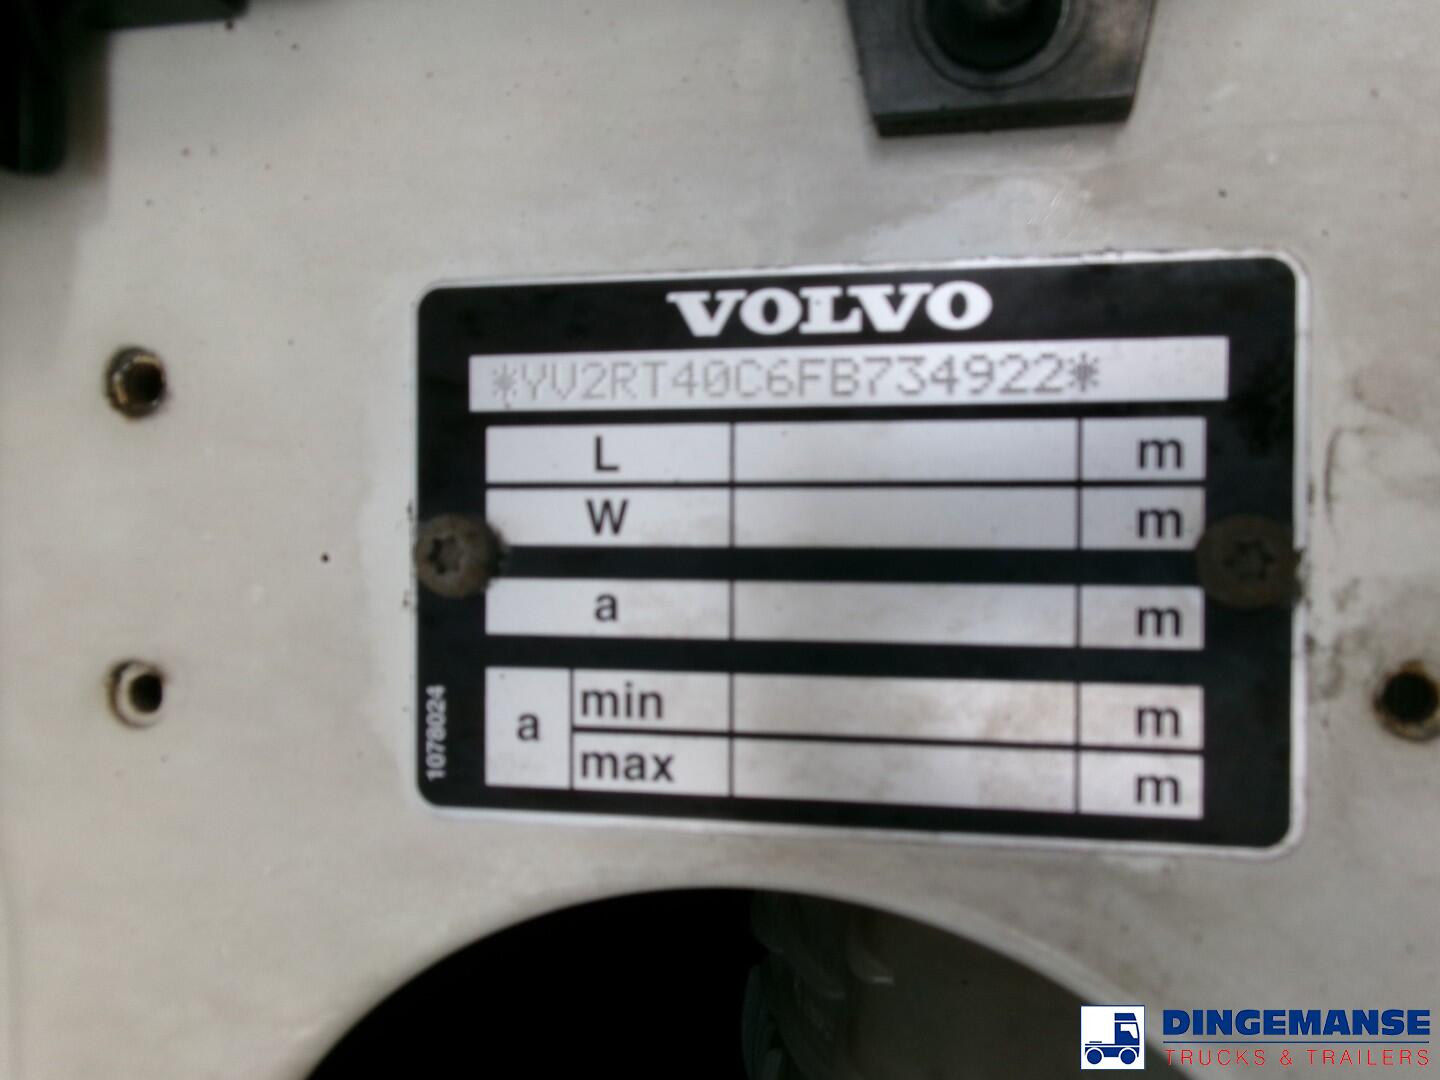 VOLVO
*YV2RT40C6FB734922*
L m
W m
a m
a min m
max m
1078024
DINGEMANSE
TRUCKS & TRAILERS